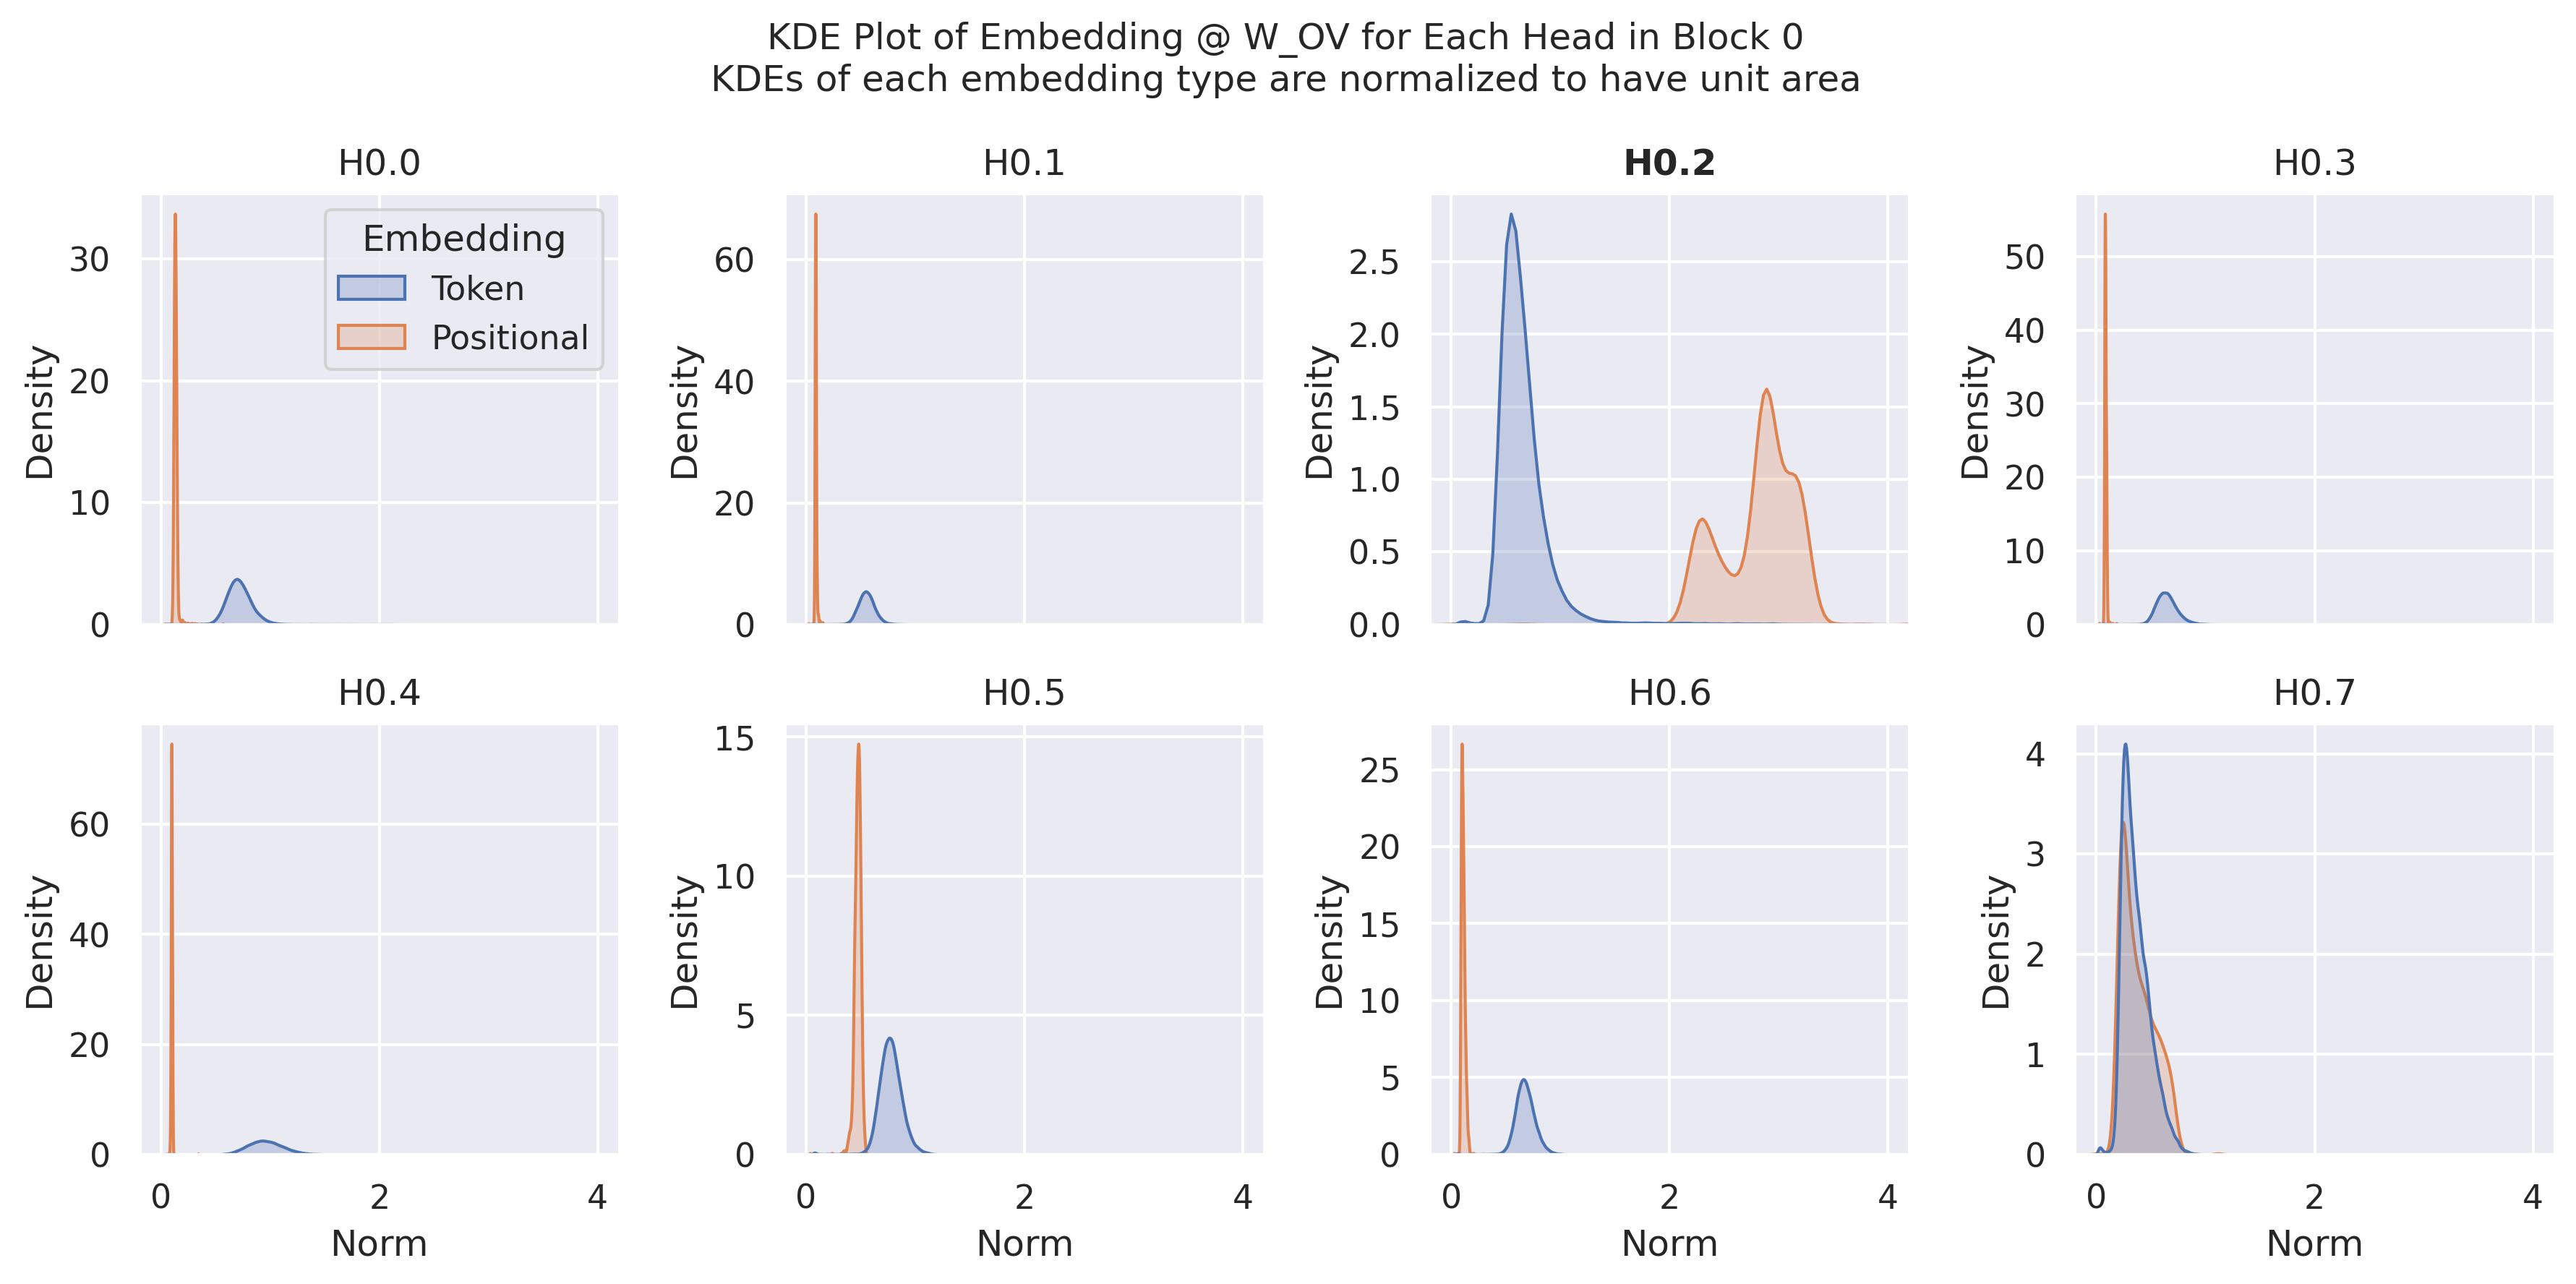 KDE Plot of Embedding @ W_OV for Each Head in Block 0
KDEs of each embedding type are normalized to have unit area
H0.0
Density
30
20
10
0
Embedding
Token
Positional
H0.1
Density
60
40
20
0
H0.2
Density
2.5
2.0
1.5
1.0
0.5
0.0
H0.3
Density
50
40
30
20
10
0
H0.4
Density
60
40
20
0
0 2 4
Norm
H0.5
Density
15
10
5
0
0 2 4
Norm
H0.6
Density
25
20
15
10
5
0
0 2 4
Norm
H0.7
Density
4
3
2
1
0
0 2 4
Norm